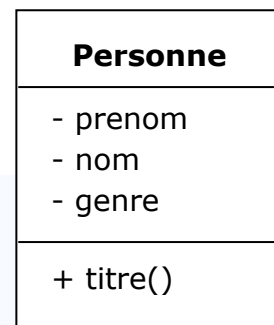 Personne
- prenom
- nom
- genre
+ titre()